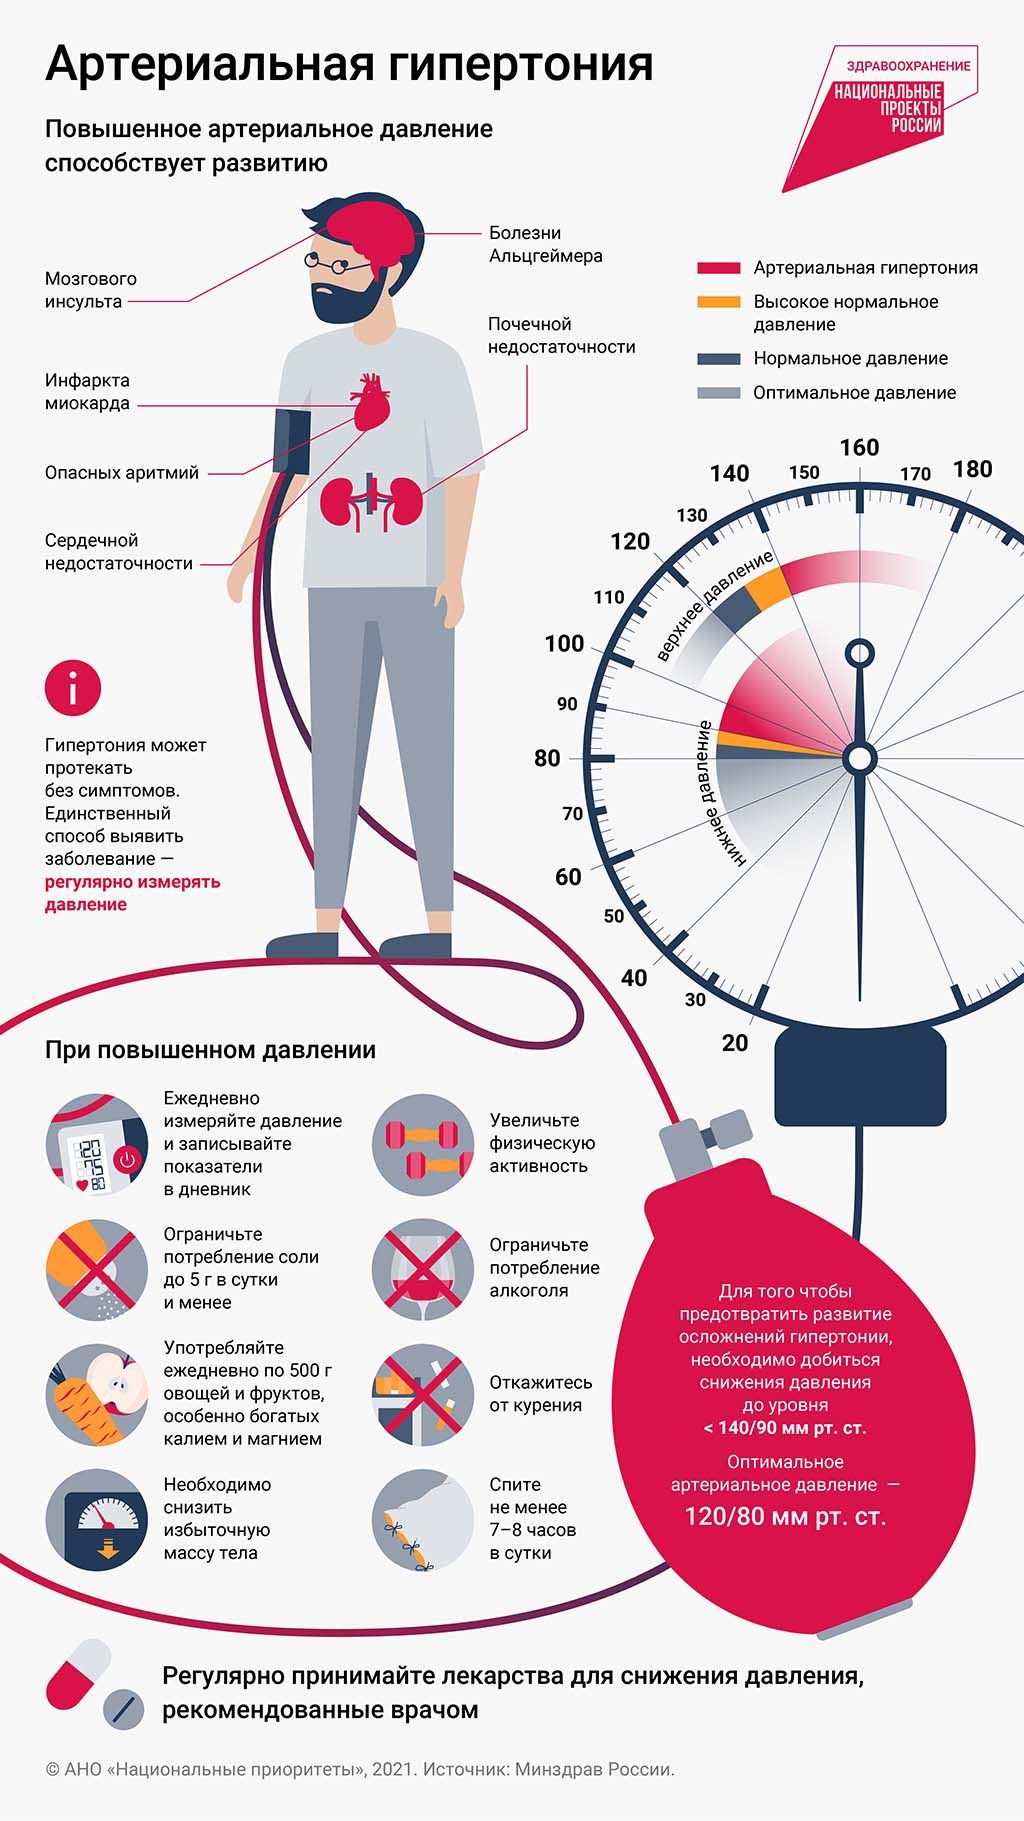 Артериальная гипертония
ЗДРАВООХРАНЕНИЕ
НАЦИОНАЛЬНЫЕ
ПРОЕКТЫ
РОССИИ
Повышенное артериальное давление
способствует развитию
Мозгового
инсульта
Инфаркта
миокарда
Опасных аритмий
Сердечной
недостаточности
Болезни
Альцгеймера
Почечной
недостаточности
Артериальная гипертония
Высокое нормальное
давление
Нормальное давление
Оптимальное давление
160
150
170
140
180
130
120
110
100
90
80
70
60
50
40
30
20
верхнее давление
нижнее давление
i
Гипертония может
протекать
без симптомов.
Единственный
способ выявить
заболевание —
регулярно измерять
давление
При повышенном давлении
120
75
80
Ежедневно
измеряйте давление
и записывайте
показатели
в дневник
Увеличьте
физическую
активность
Ограничьте
потребление соли
до 5 г в сутки
и менее
Ограничьте
потребление
алкоголя
Употребляйте
ежедневно по 500 г
овощей и фруктов,
особенно богатых
калием и магнием
Откажитесь
от курения
Необходимо
снизить
избыточную
массу тела
Спите
не менее
7–8 часов
в сутки
Для того чтобы
предотвратить развитие
осложнений гипертонии,
необходимо добиться
снижения давления
до уровня
< 140/90 мм рт. ст.
Оптимальное
артериальное давление —
120/80 мм рт. ст.
Регулярно принимайте лекарства для снижения давления,
рекомендованные врачом
© АНО «Национальные приоритеты», 2021. Источник: Минздрав России.